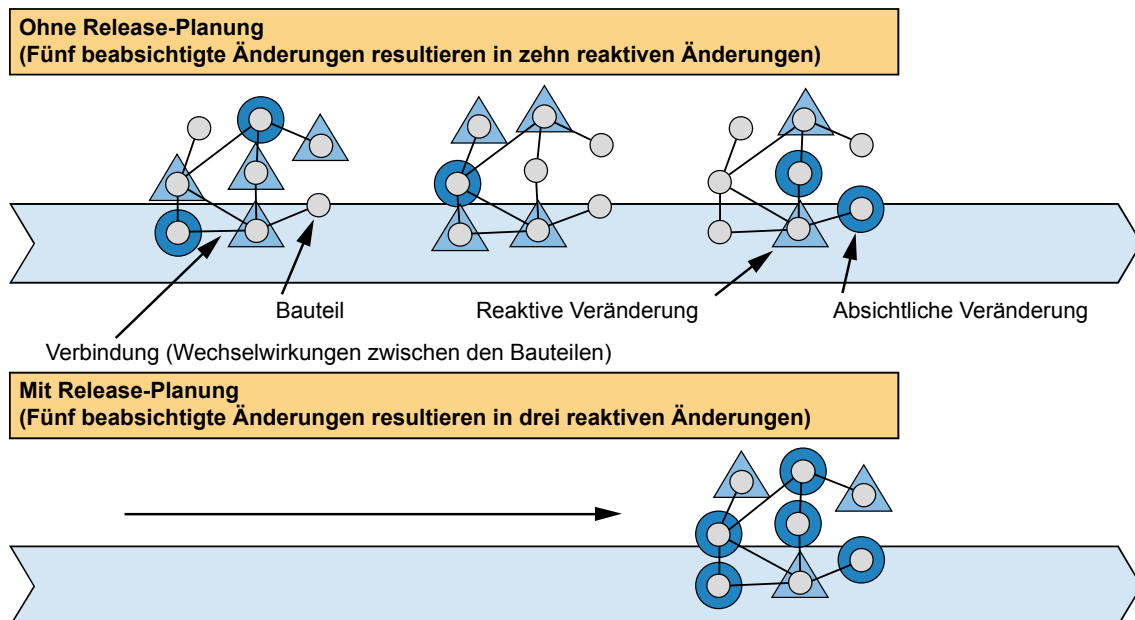 Ohne Release-Planung
(Fünf beabsichtigte Änderungen resultieren in zehn reaktiven Änderungen)
Bauteil
Reaktive Veränderung
Absichtliche Veränderung
Verbindung (Wechselwirkungen zwischen den Bauteilen)
Mit Release-Planung
(Fünf beabsichtigte Änderungen resultieren in drei reaktiven Änderungen)